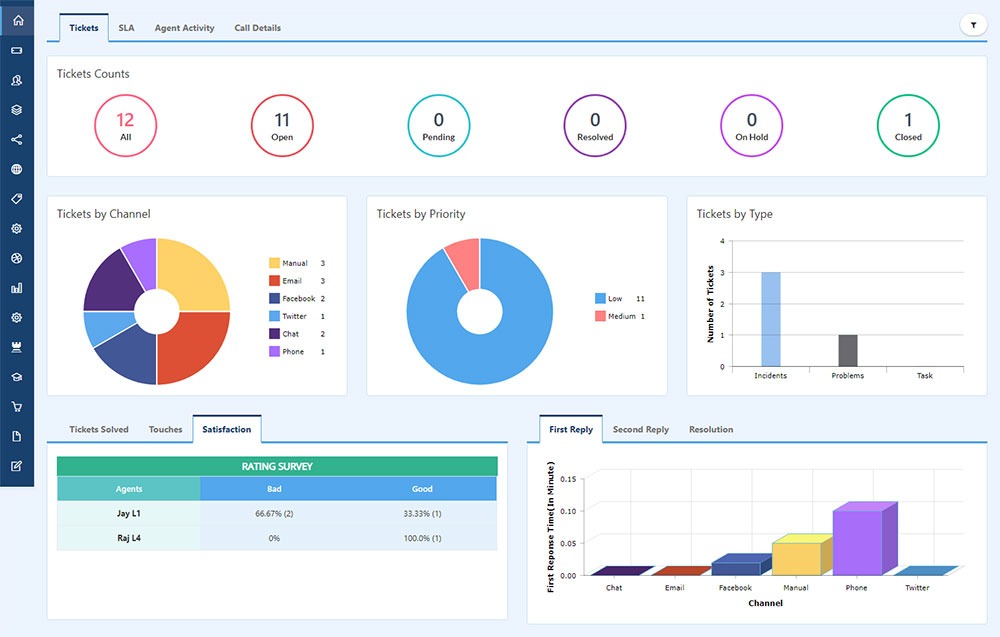 Tickets SLA Agent Activity Call Details
Tickets Counts
12 11 0 0 0 1
All Open Pending Resolved On Hold Closed
Tickets by Channel
Manual 3
Email 3
Facebook 2
Twitter 1
Chat 2
Phone 1
Tickets by Priority
Low 11
Medium 1
Tickets by Type
Number of Tickets
4
3
2
1
0
Incidents Problems Task
Tickets Solved Touches Satisfaction
RATING SURVEY
Agents Bad Good
Jay L1 66.67% (2) 33.33% (1)
Raj L4 0% 100.0% (1)
First Reply Second Reply Resolution
First Reponse Time(In Minute)
0.15
0.10
0.05
0.00
Chat Email Facebook Manual Phone Twitter
Channel